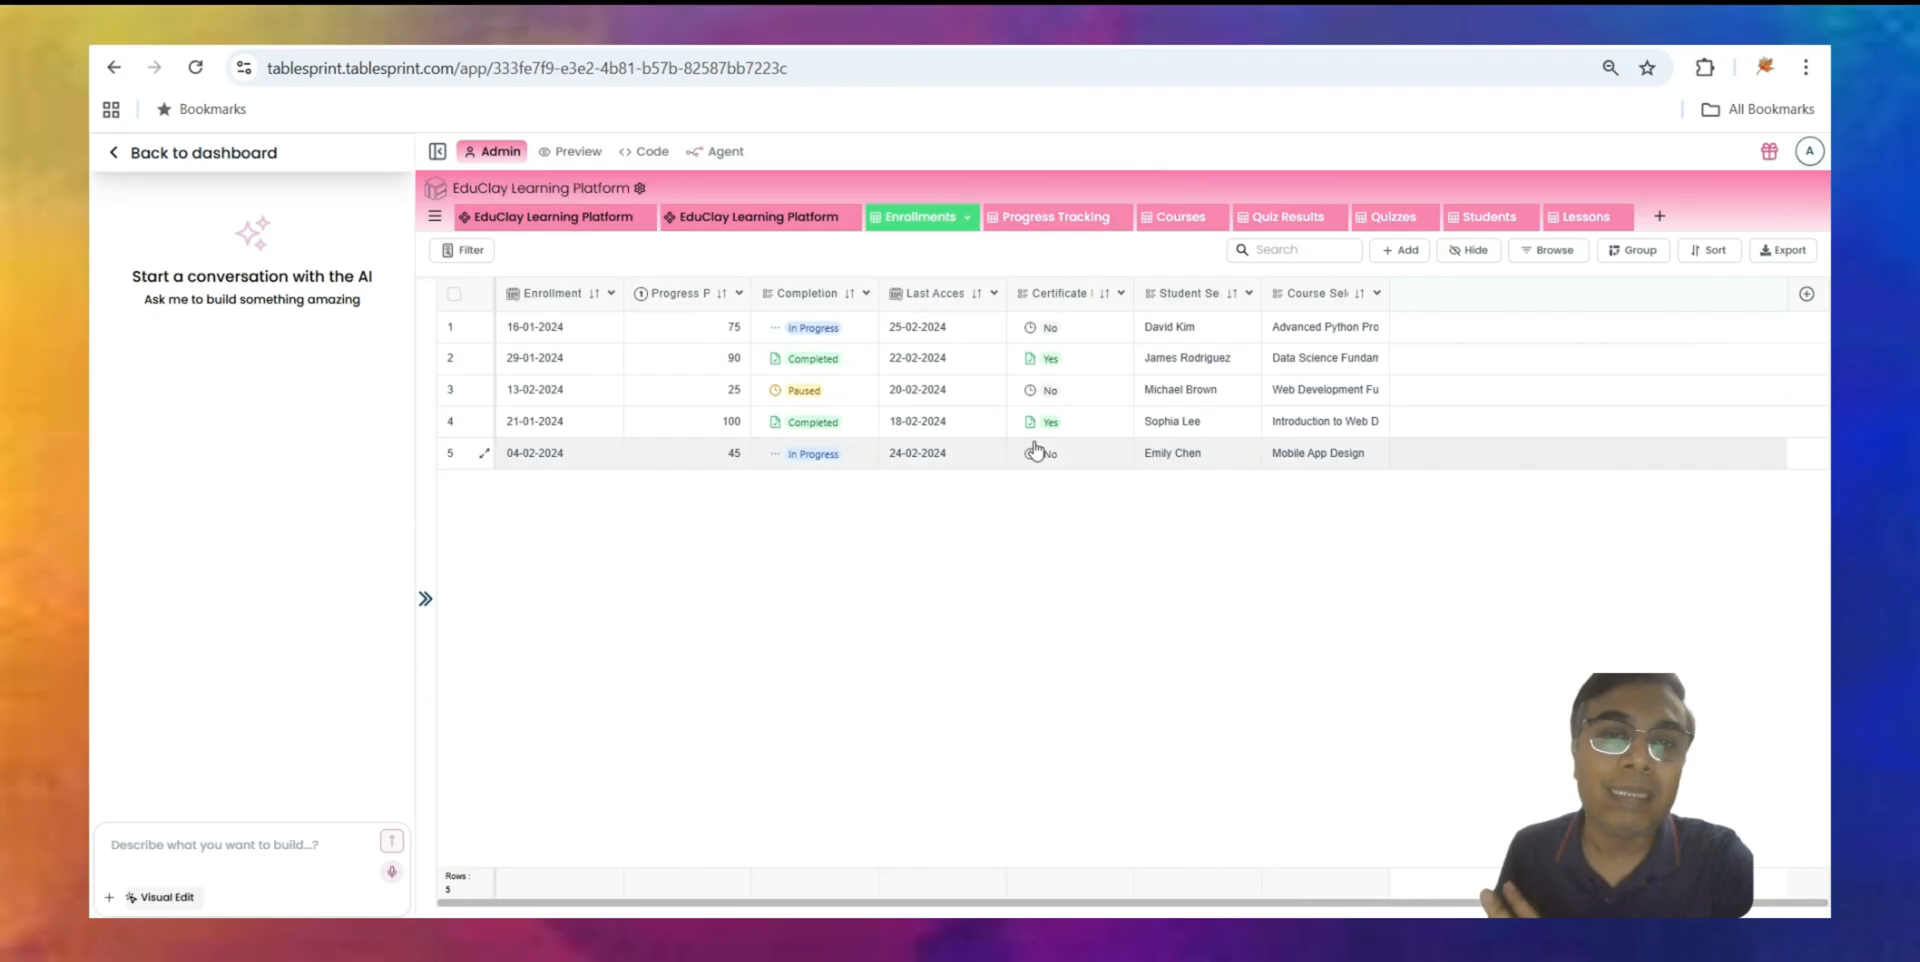 tablesprint.tablesprint.com/app/333fe7f9-e3e2-4b81-b57b-82587bb7223c
Bookmarks
All Bookmarks
Back to dashboard
Admin Preview Code Agent
A
EduClay Learning Platform
EduClay Learning Platform EduClay Learning Platform Enrollments Progress Tracking Courses Quiz Results Quizzes Students Lessons +
Filter Search + Add Hide Browse Group Sort Export
Enrollment Progress P Completion Last Acces Certificate Student Se Course Sel
1 16-01-2024 75 In Progress 25-02-2024 No David Kim Advanced Python Pro
2 29-01-2024 90 Completed 22-02-2024 Yes James Rodriguez Data Science Fundam
3 13-02-2024 25 Paused 20-02-2024 No Michael Brown Web Development Fu
4 21-01-2024 100 Completed 18-02-2024 Yes Sophia Lee Introduction to Web D
5 04-02-2024 45 In Progress 24-02-2024 No Emily Chen Mobile App Design
Start a conversation with the AI
Ask me to build something amazing
Describe what you want to build...?
+ Visual Edit
Rows :
5